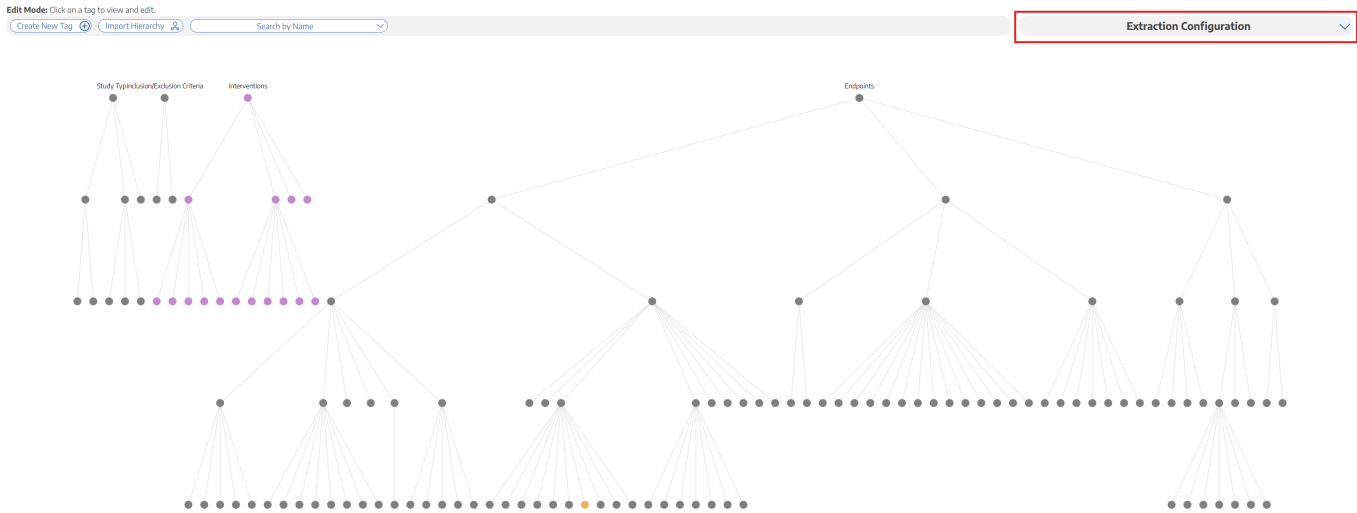 Edit Mode: Click on a tag to view and edit.
Create New Tag
Import Hierarchy
Search by Name
Extraction Configuration
Study TypInclusion/Exclusion Criteria
Interventions
Endpoints